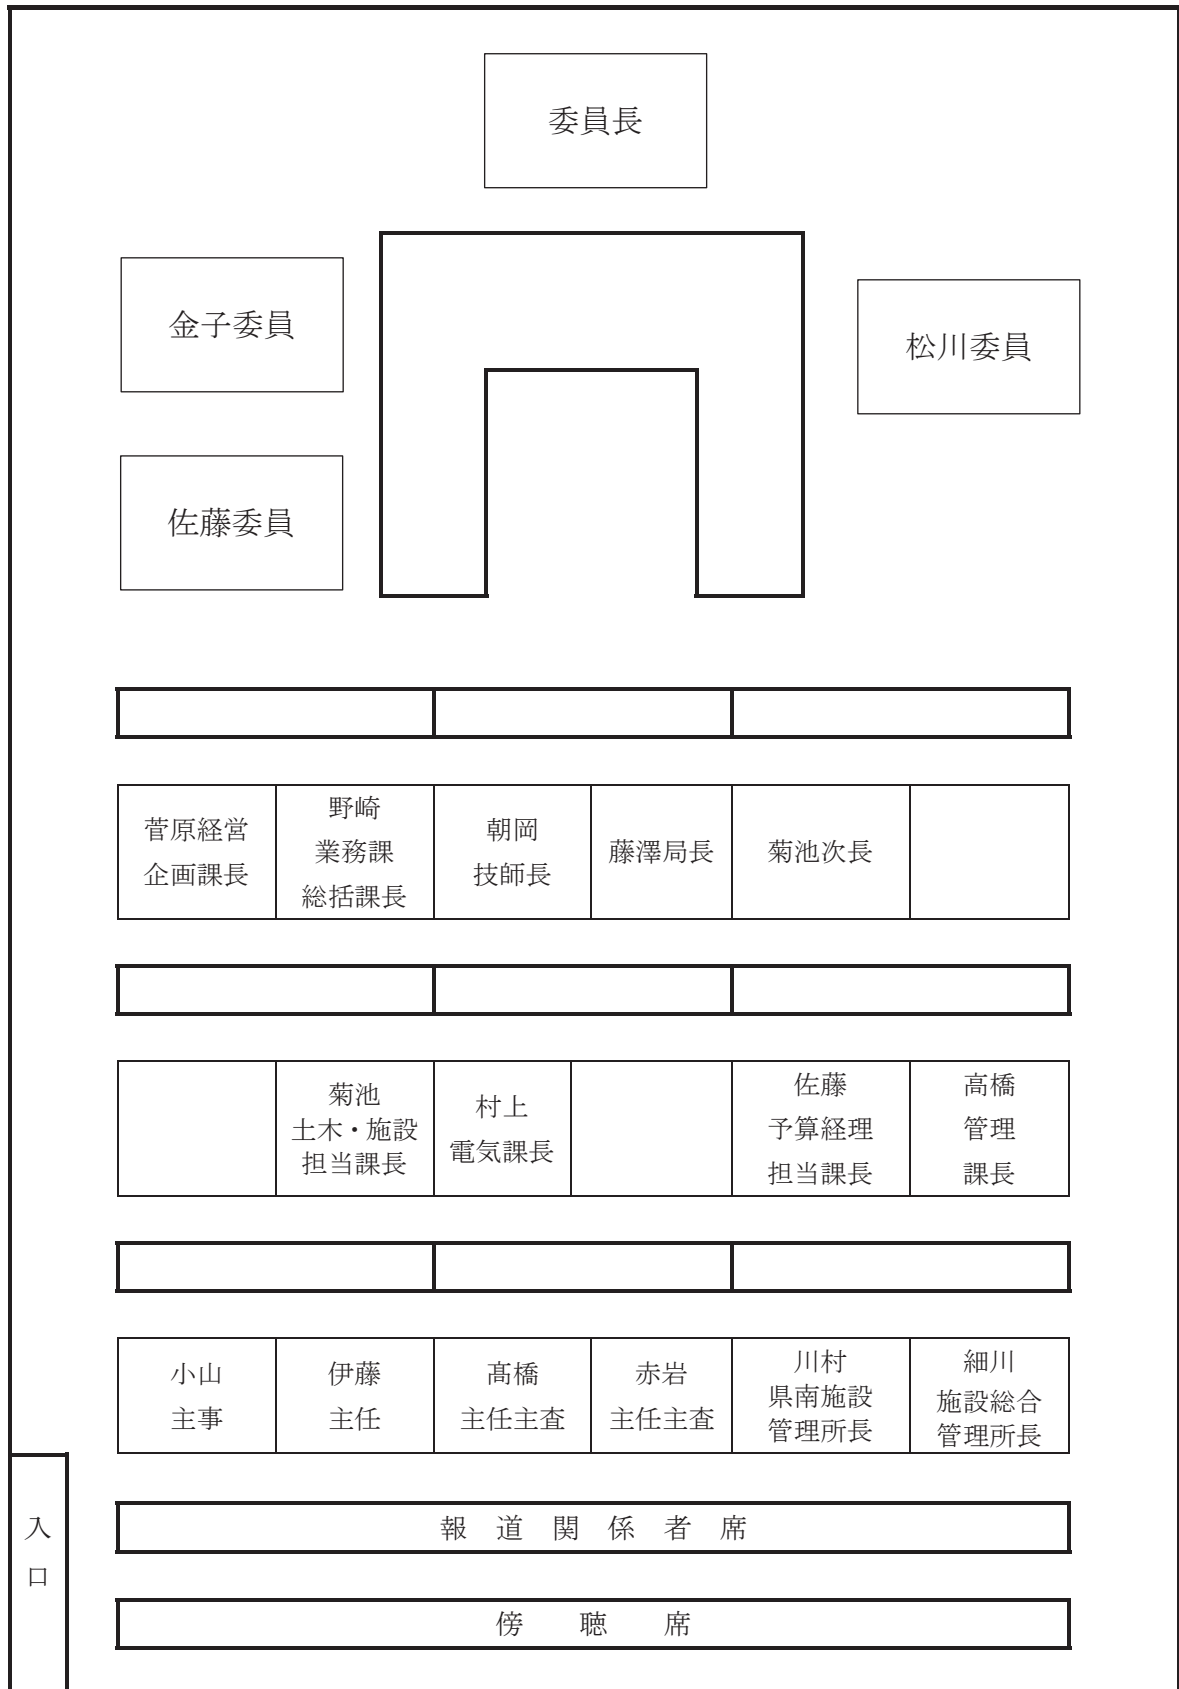 委員長
金子委員
松川委員
佐藤委員
菅原経営
企画課長
野崎
業務課
総括課長
朝岡
技師長
藤澤局長
菊池次長
菊池
土木・施設
担当課長
村上
電気課長
佐藤
予算経理
担当課長
高橋
管理
課長
小山
主事
伊藤
主任
髙橋
主任主査
赤岩
主任主査
川村
県南施設
管理所長
細川
施設総合
管理所長
入口
報道関係者席
傍聴席